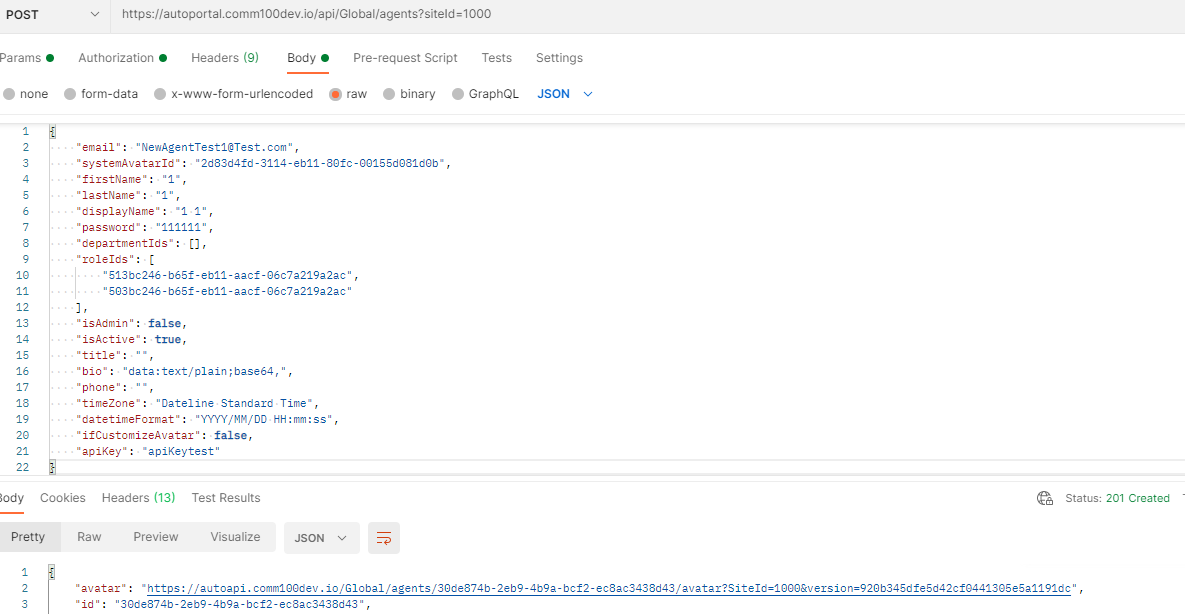 POST https://autoportal.comm100dev.io/api/Global/agents?siteId=1000
Params Authorization Headers (9) Body Pre-request Script Tests Settings
none form-data x-www-form-urlencoded raw binary GraphQL JSON
1 {
2 "email": "NewAgentTest1@Test.com",
3 "systemAvatarId": "2d83d4fd-3114-eb11-80fc-00155d081d0b",
4 "firstName": "1",
5 "lastName": "1",
6 "displayName": "1 1",
7 "password": "111111",
8 "departmentIds": [],
9 "roleIds": [
10 "513bc246-b65f-eb11-aacf-06c7a219a2ac",
11 "503bc246-b65f-eb11-aacf-06c7a219a2ac"
12 ],
13 "isAdmin": false,
14 "isActive": true,
15 "title": "",
16 "bio": "data:text/plain;base64,",
17 "phone": "",
18 "timeZone": "Dateline Standard Time",
19 "datetimeFormat": "YYYY/MM/DD HH:mm:ss",
20 "ifCustomizeAvatar": false,
21 "apiKey": "apiKeytest"
22 }
Body Cookies Headers (13) Test Results Status: 201 Created
Pretty Raw Preview Visualize JSON
1 {
2 "avatar": "https://autoapi.comm100dev.io/Global/agents/30de874b-2eb9-4b9a-bcf2-ec8ac3438d43/avatar?SiteId=1000&version=920b345dfe5d42cf0441305e5a1191dc",
3 "id": "30de874b-2eb9-4b9a-bcf2-ec8ac3438d43",